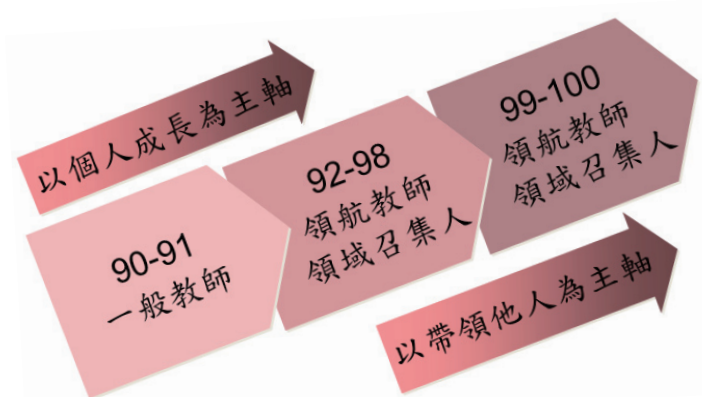 以個人成長為主軸
90-91
一般教師
92-98
領航教師
領域召集人
99-100
領航教師
領域召集人
以帶領他人為主軸